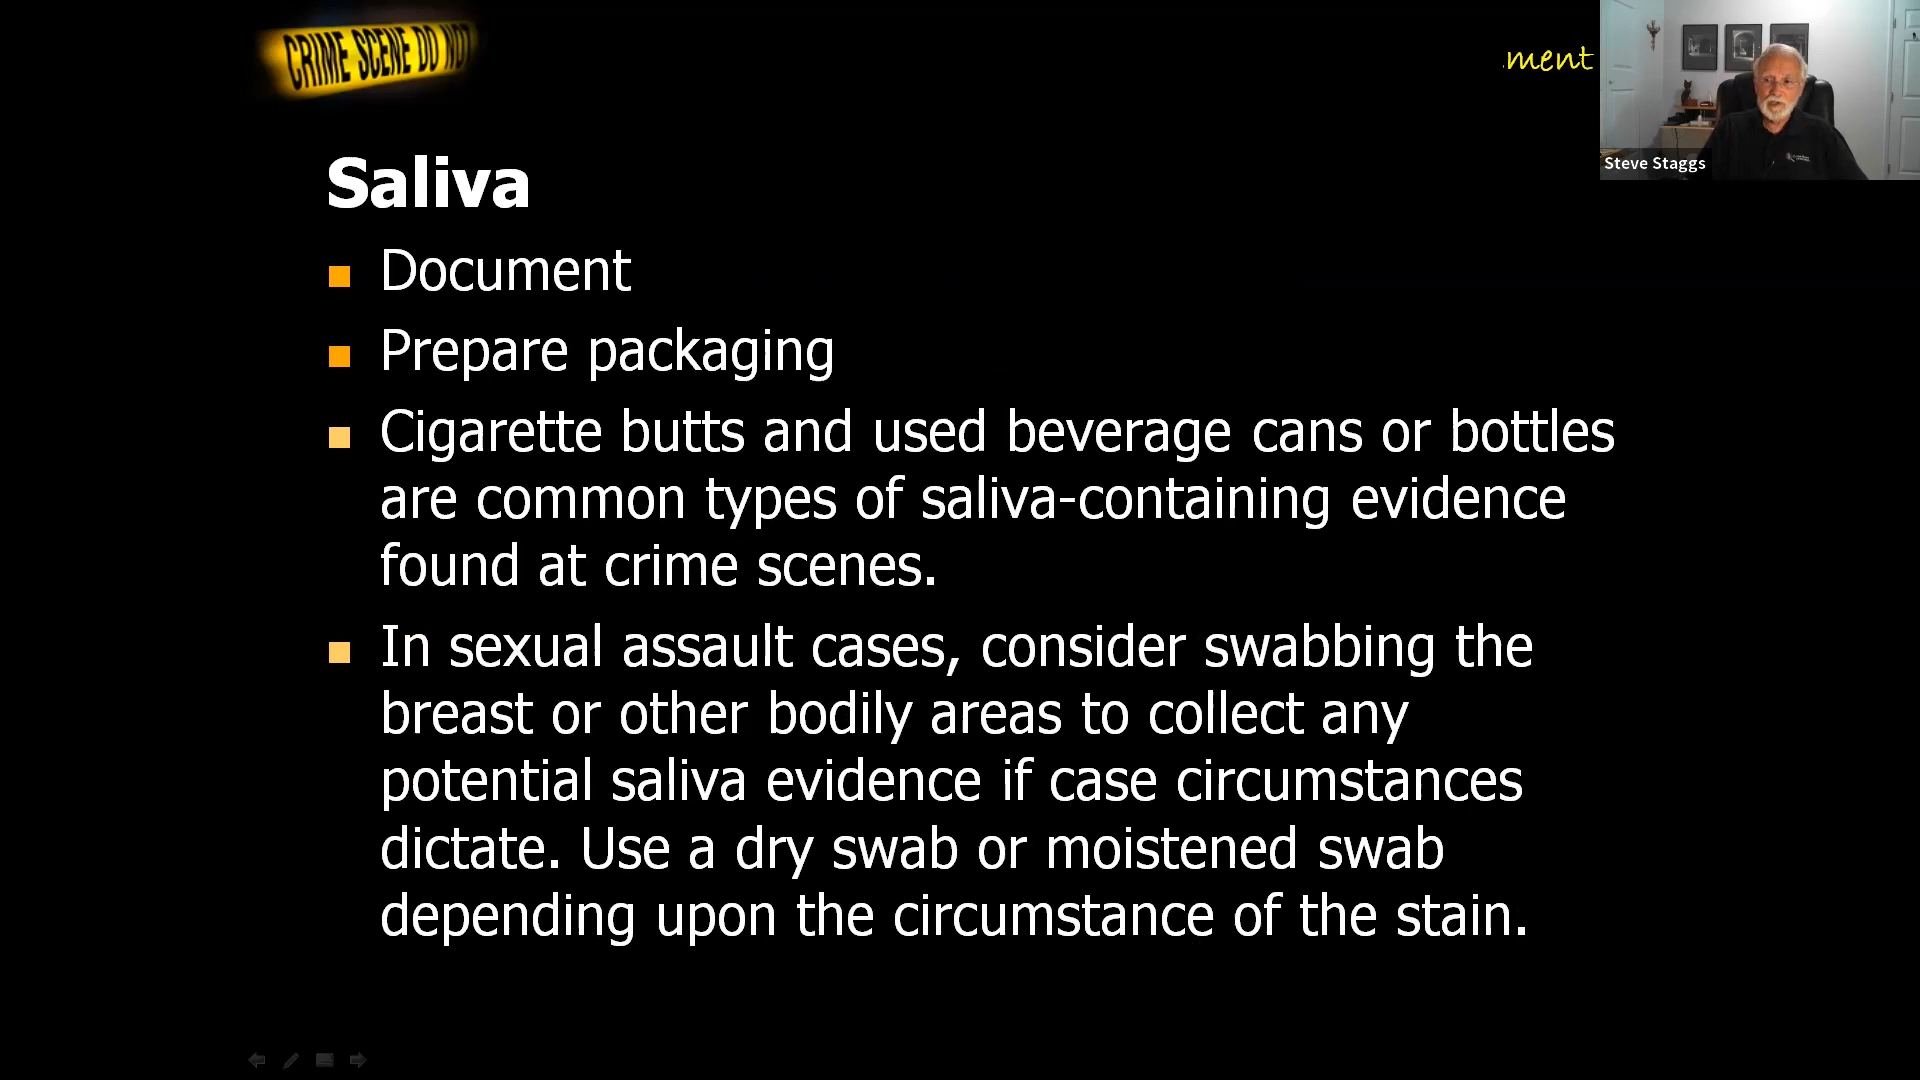 CRIME SCENE DO NOT
ment
Steve Staggs
Saliva
Document
Prepare packaging
Cigarette butts and used beverage cans or bottles
are common types of saliva-containing evidence
found at crime scenes.
In sexual assault cases, consider swabbing the
breast or other bodily areas to collect any
potential saliva evidence if case circumstances
dictate. Use a dry swab or moistened swab
depending upon the circumstance of the stain.